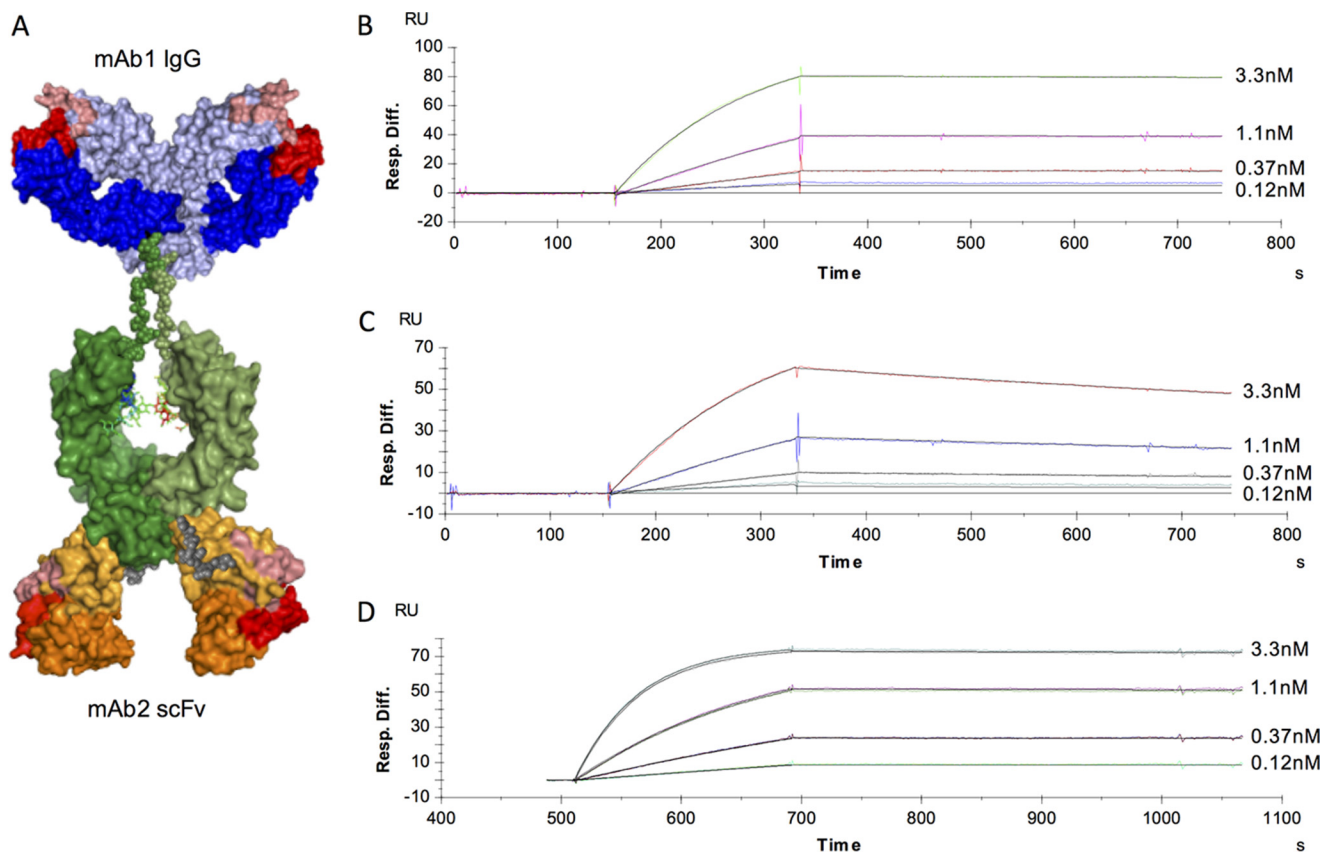 A
mAb1 IgG
mAb2 scFv
B
RU
Resp. Diff.
100
80
60
40
20
0
-20
0 100 200 300 400 500 600 700 800
Time s
3.3nM
1.1nM
0.37nM
0.12nM
C
RU
Resp. Diff.
70
50
30
10
-10
0 100 200 300 400 500 600 700 800
Time s
3.3nM
1.1nM
0.37nM
0.12nM
D
RU
Resp. Diff.
70
50
30
10
-10
400 500 600 700 800 900 1000 1100
Time s
3.3nM
1.1nM
0.37nM
0.12nM